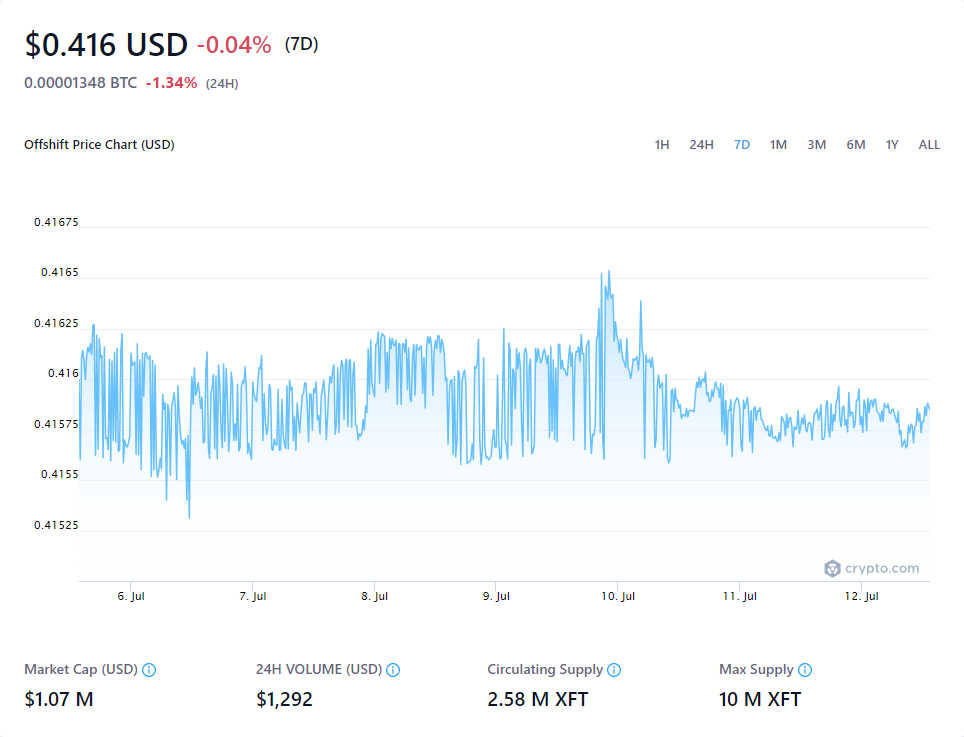 $0.416 USD -0.04% (7D)
0.00001348 BTC -1.34% (24H)
Offshift Price Chart (USD) 1H 24H 7D 1M 3M 6M 1Y ALL
0.41675
0.4165
0.41625
0.416
0.41575
0.4155
0.41525
crypto.com
6. Jul 7. Jul 8. Jul 9. Jul 10. Jul 11. Jul 12. Jul
Market Cap (USD) 24H VOLUME (USD) Circulating Supply Max Supply
$1.07 M $1,292 2.58 M XFT 10 M XFT